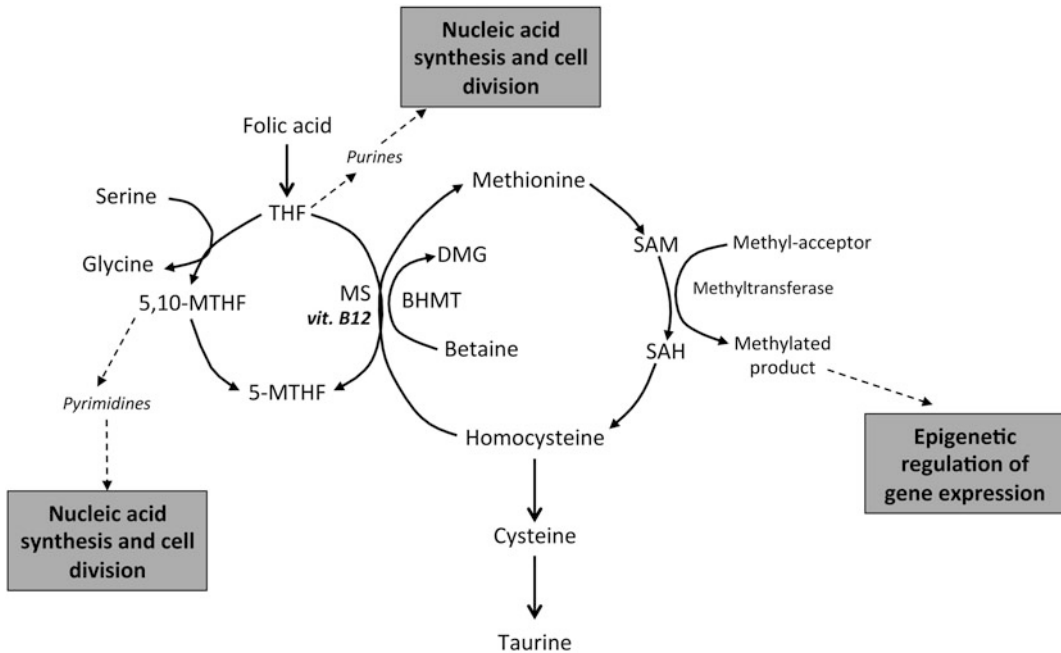 Nucleic acid
synthesis and cell
division
Folic acid
Purines
Methionine
Serine
THF
SAM
Methyl-acceptor
DMG
Glycine
Methyltransferase
MS
BHMT
5,10-MTHF
vit. B12
Betaine
SAH
Methylated
product
5-MTHF
Pyrimidines
Homocysteine
Epigenetic
regulation of
gene expression
Nucleic acid
synthesis and cell
division
Cysteine
Taurine